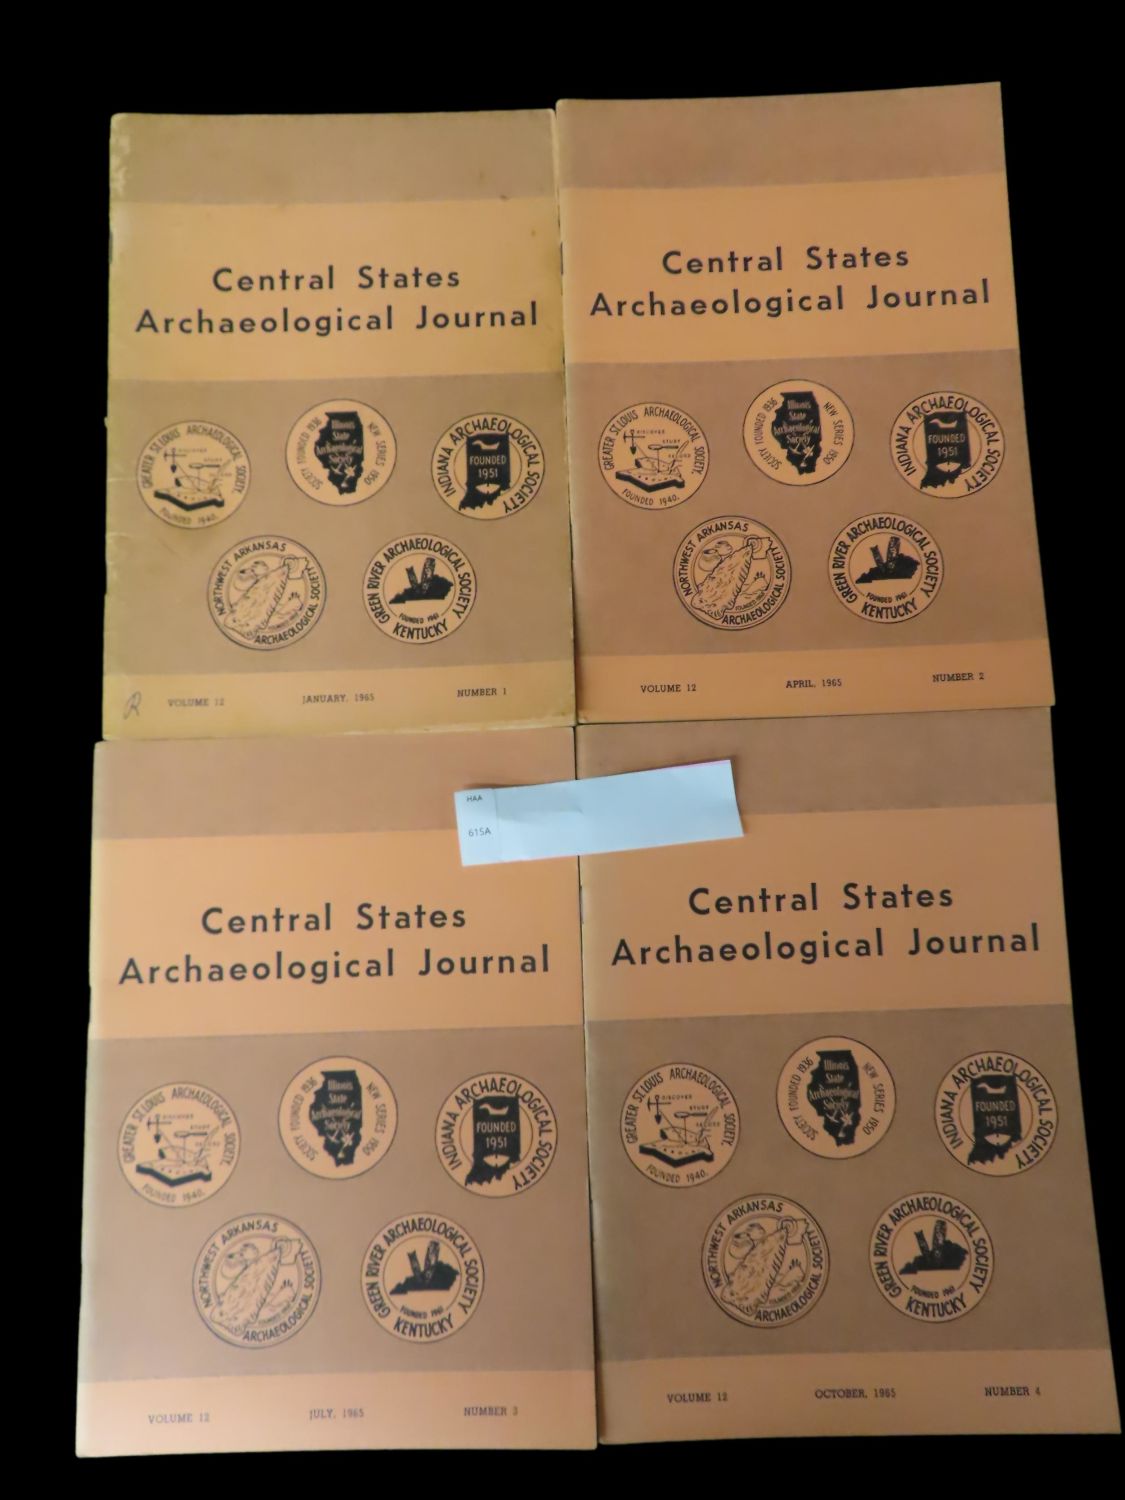 Central States
Archaeological Journal
GREATER ST. LOUIS ARCHAEOLOGICAL SOCIETY.
DISCOVER
STUDY
FOUNDED 1940.
SOCIETY FOUNDED 1936
NEW SERIES 1950
Illinois
State
Archaeological
Society
INDIANA ARCHAEOLOGICAL SOCIETY
FOUNDED
1951
NORTHWEST ARKANSAS
ARCHAEOLOGICAL SOCIETY
GREEN RIVER ARCHAEOLOGICAL SOCIETY
FOUNDED 1961
KENTUCKY
R
VOLUME 12 JANUARY, 1965 NUMBER 1
Central States
Archaeological Journal
GREATER ST. LOUIS ARCHAEOLOGICAL SOCIETY.
DISCOVER
STUDY
RECORD
FOUNDED 1940.
SOCIETY FOUNDED 1936
NEW SERIES 1950
Illinois
State
Archaeological
Society
INDIANA ARCHAEOLOGICAL SOCIETY
FOUNDED
1951
NORTHWEST ARKANSAS
ARCHAEOLOGICAL SOCIETY
GREEN RIVER ARCHAEOLOGICAL SOCIETY
FOUNDED 1961
KENTUCKY
VOLUME 12 APRIL, 1965 NUMBER 2
HAA
615A
Central States
Archaeological Journal
GREATER ST. LOUIS ARCHAEOLOGICAL SOCIETY.
DISCOVER
STUDY
RECORD
FOUNDED 1940.
SOCIETY FOUNDED 1936
NEW SERIES 1950
Illinois
State
Archaeological
Society
INDIANA ARCHAEOLOGICAL SOCIETY
FOUNDED
1951
NORTHWEST ARKANSAS
ARCHAEOLOGICAL SOCIETY
GREEN RIVER ARCHAEOLOGICAL SOCIETY
FOUNDED 1961
KENTUCKY
VOLUME 12 JULY, 1965 NUMBER 3
Central States
Archaeological Journal
GREATER ST. LOUIS ARCHAEOLOGICAL SOCIETY.
DISCOVER
STUDY
RECORD
FOUNDED 1940.
SOCIETY FOUNDED 1936
NEW SERIES 1950
Illinois
State
Archaeological
Society
INDIANA ARCHAEOLOGICAL SOCIETY
FOUNDED
1951
NORTHWEST ARKANSAS
ARCHAEOLOGICAL SOCIETY
GREEN RIVER ARCHAEOLOGICAL SOCIETY
FOUNDED 1961
KENTUCKY
VOLUME 12 OCTOBER, 1965 NUMBER 4